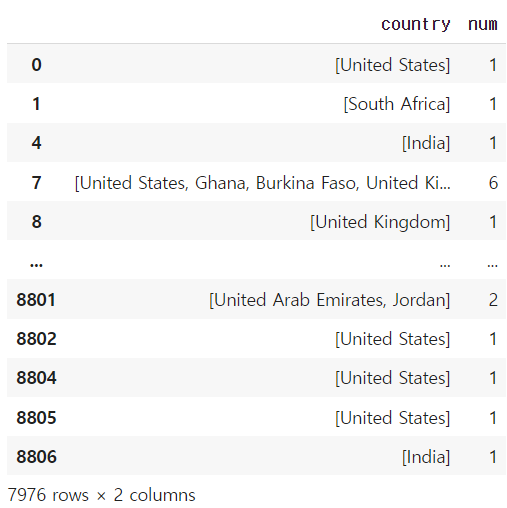 country num
0 [United States] 1
1 [South Africa] 1
4 [India] 1
7 [United States, Ghana, Burkina Faso, United Ki... 6
8 [United Kingdom] 1
... ... ...
8801 [United Arab Emirates, Jordan] 2
8802 [United States] 1
8804 [United States] 1
8805 [United States] 1
8806 [India] 1
7976 rows × 2 columns